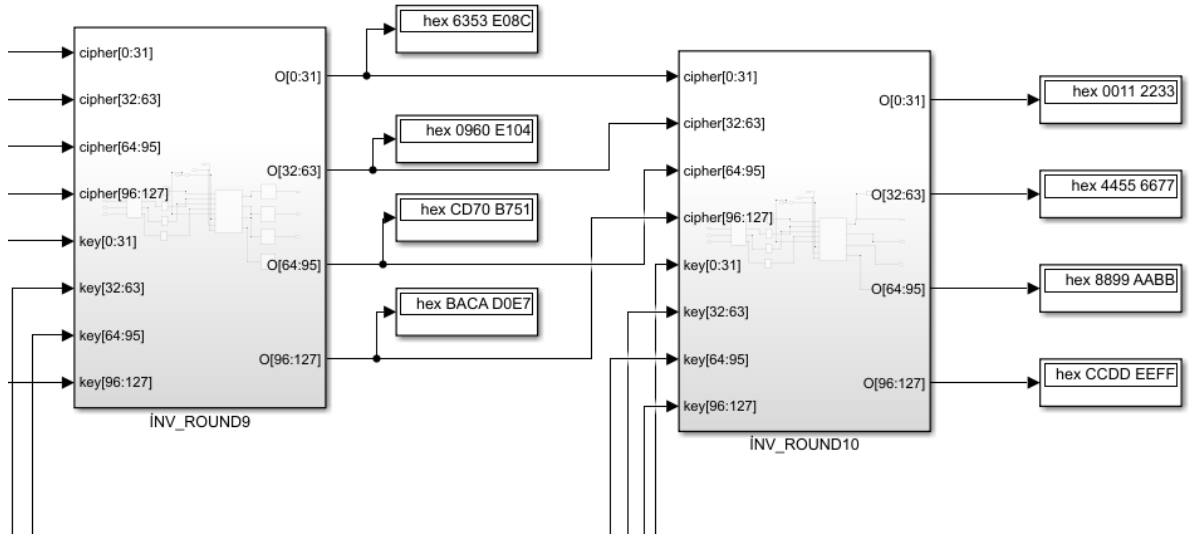 hex 6353 E08C
cipher[0:31]
cipher[32:63]
cipher[64:95]
cipher[96:127]
key[0:31]
key[32:63]
key[64:95]
key[96:127]
O[0:31]
O[32:63]
O[64:95]
O[96:127]
İNV_ROUND9
hex 0960 E104
hex CD70 B751
hex BACA D0E7
cipher[0:31]
cipher[32:63]
cipher[64:95]
cipher[96:127]
key[0:31]
key[32:63]
key[64:95]
key[96:127]
O[0:31]
O[32:63]
O[64:95]
O[96:127]
İNV_ROUND10
hex 0011 2233
hex 4455 6677
hex 8899 AABB
hex CCDD EEFF